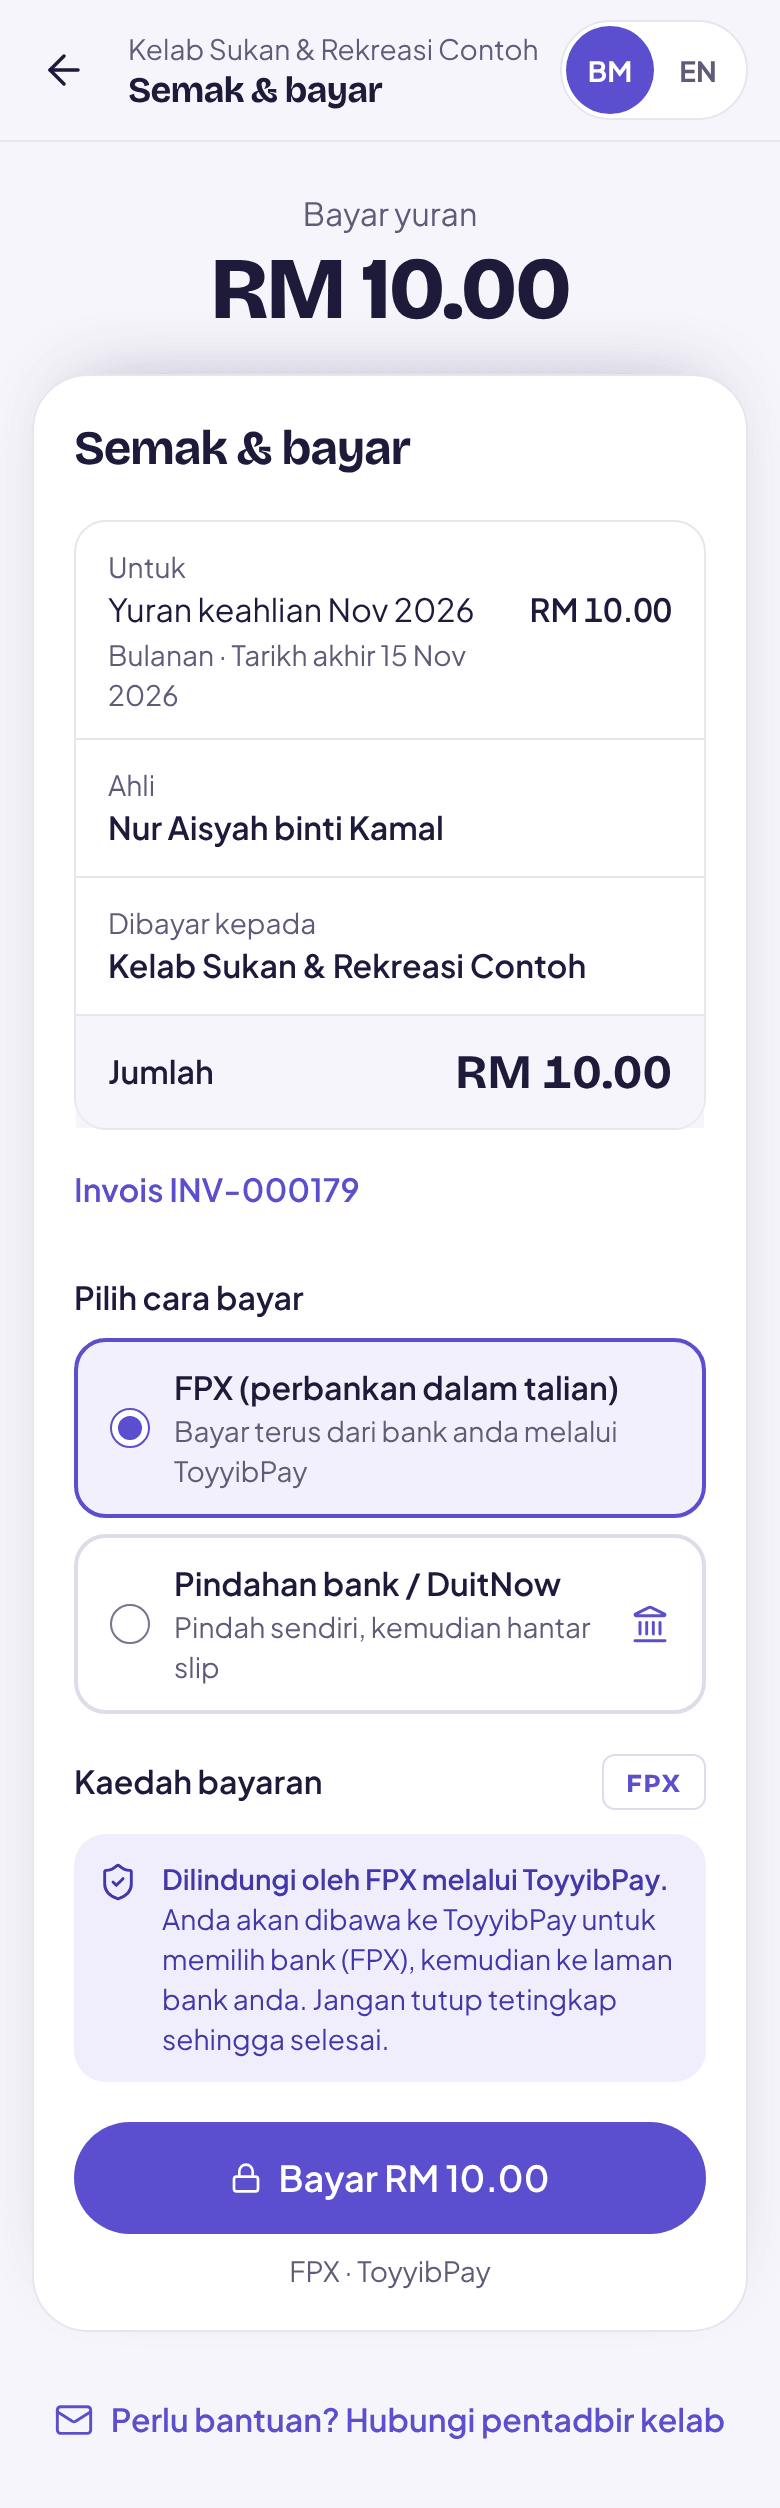 Kelab Sukan & Rekreasi Contoh
Semak & bayar
BM
EN
Bayar yuran
RM 10.00
Semak & bayar
Untuk
Yuran keahlian Nov 2026
RM 10.00
Bulanan · Tarikh akhir 15 Nov
2026
Ahli
Nur Aisyah binti Kamal
Dibayar kepada
Kelab Sukan & Rekreasi Contoh
Jumlah
RM 10.00
Invois INV-000179
Pilih cara bayar
FPX (perbankan dalam talian)
Bayar terus dari bank anda melalui
ToyyibPay
Pindahan bank / DuitNow
Pindah sendiri, kemudian hantar
slip
Kaedah bayaran
FPX
Dilindungi oleh FPX melalui ToyyibPay.
Anda akan dibawa ke ToyyibPay untuk
memilih bank (FPX), kemudian ke laman
bank anda. Jangan tutup tetingkap
sehingga selesai.
Bayar RM 10.00
FPX · ToyyibPay
Perlu bantuan? Hubungi pentadbir kelab